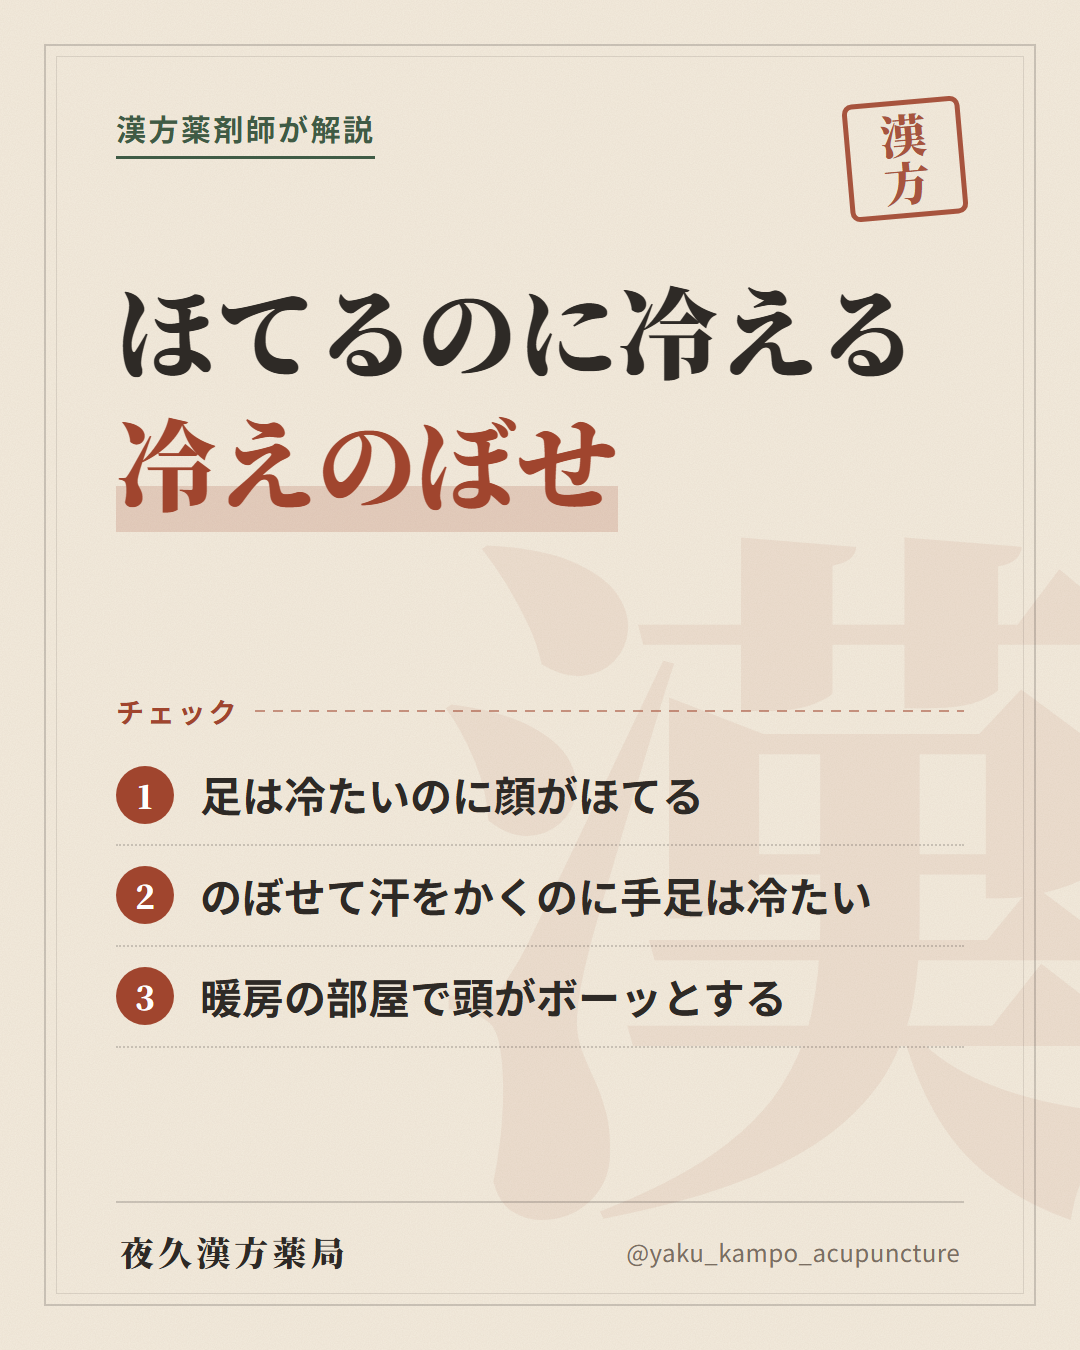 漢方薬剤師が解説
漢方
ほてるのに冷える
冷えのぼせ
チェック
1 足は冷たいのに顔がほてる
2 のぼせて汗をかくのに手足は冷たい
3 暖房の部屋で頭がボーッとする
漢
夜久漢方薬局
@yaku_kampo_acupuncture